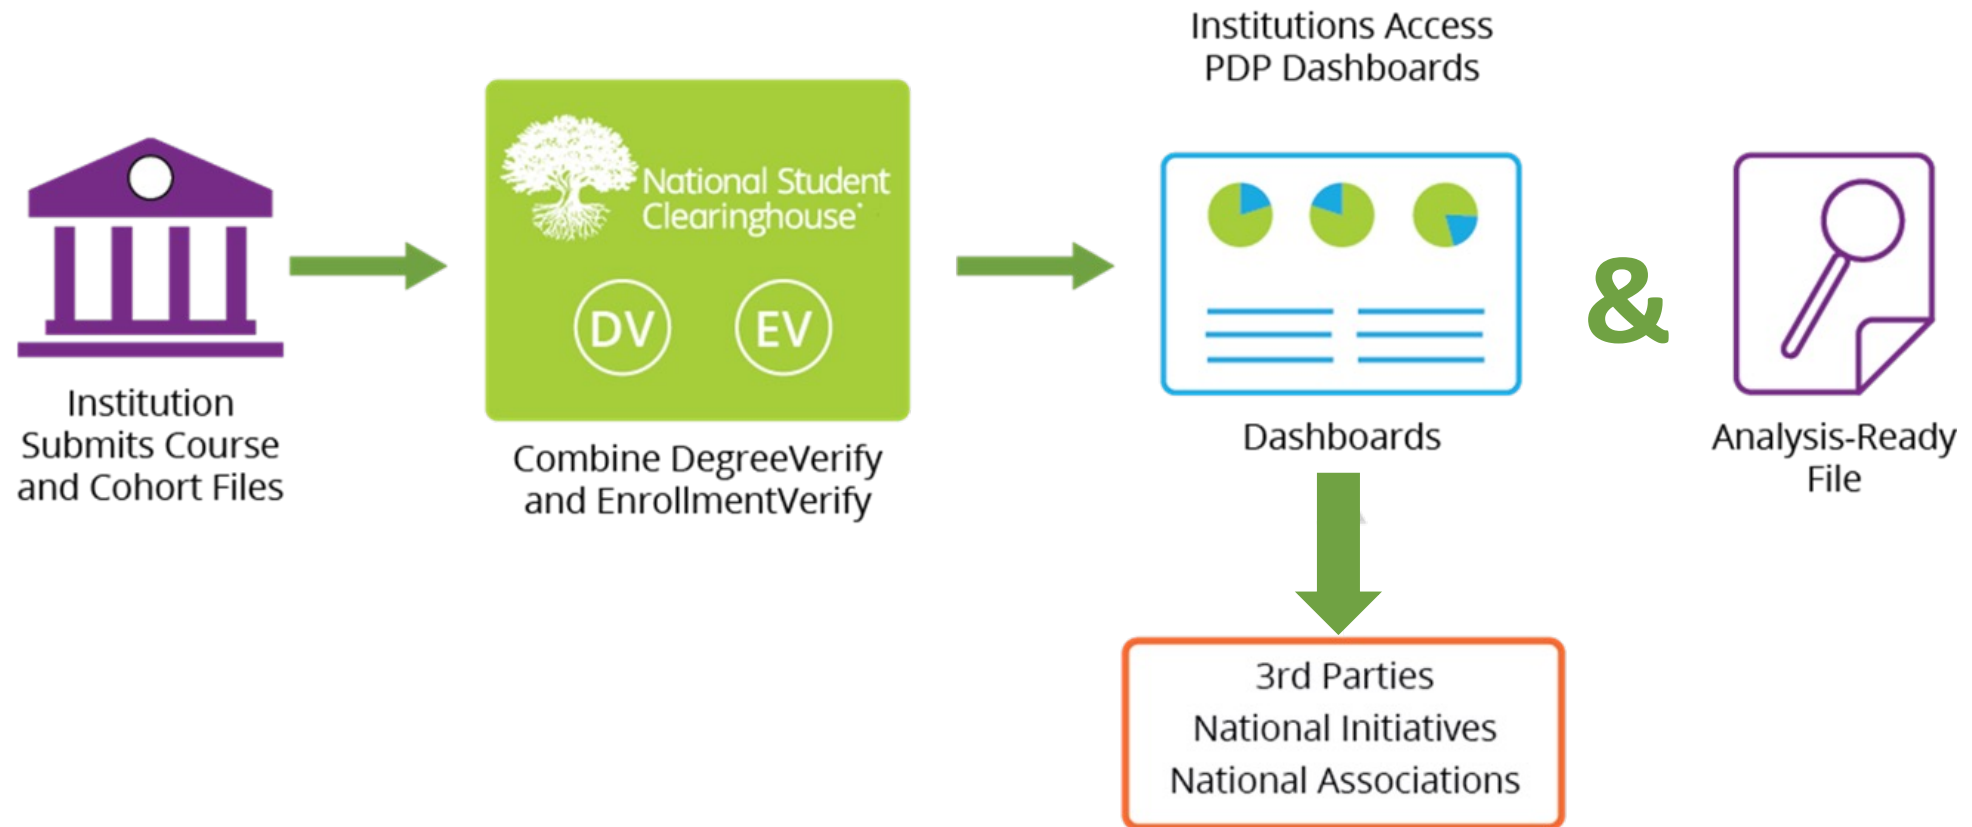 Institution
Submits Course
and Cohort Files
National Student
Clearinghouse
DV
EV
Combine DegreeVerify
and EnrollmentVerify
Institutions Access
PDP Dashboards
Dashboards
&
Analysis-Ready
File
3rd Parties
National Initiatives
National Associations